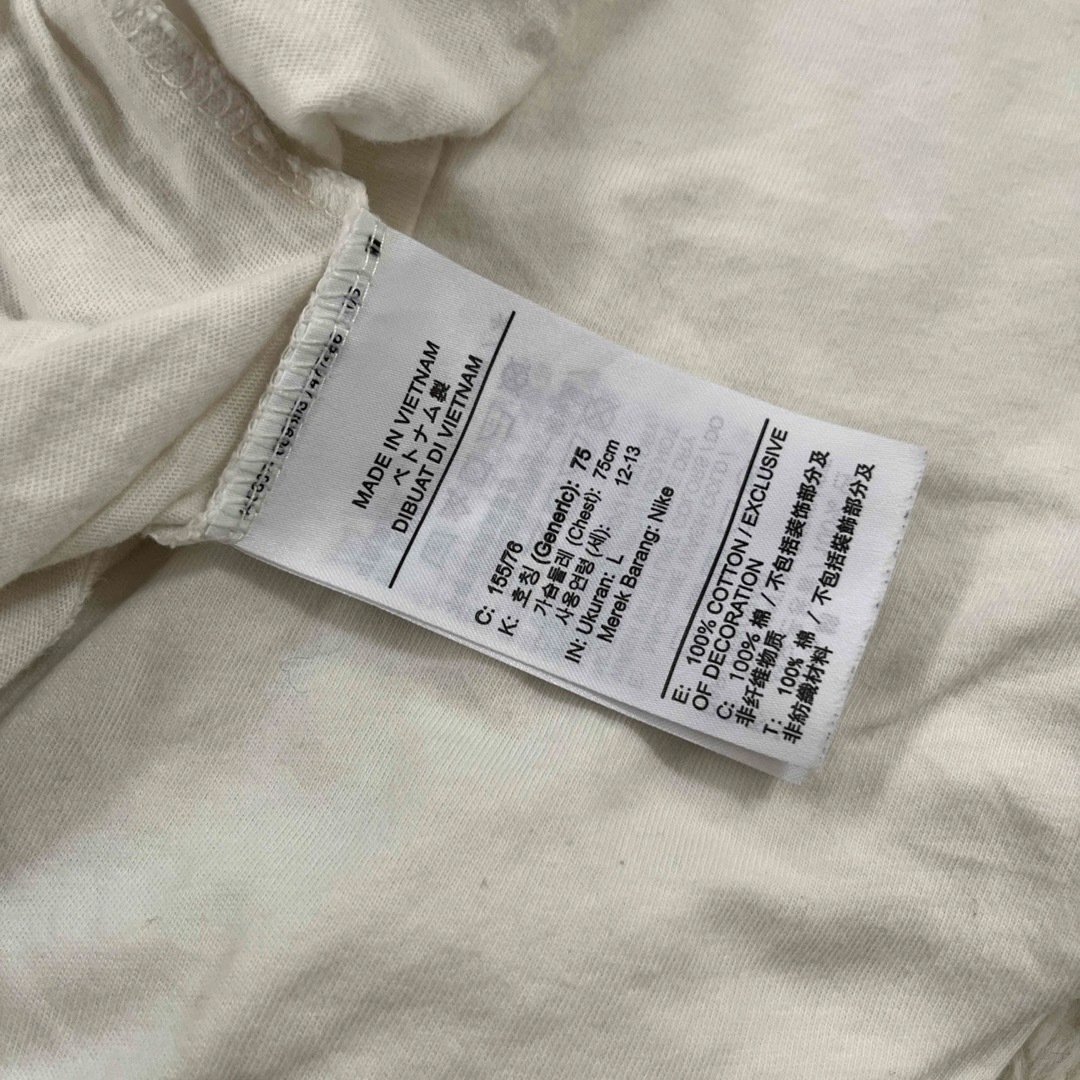 MADE IN VIETNAM
ベトナム製
DIBUAT DI VIETNAM
C: 155/76
K: 호칭 (Generic): 75
가슴둘레 (Chest): 75cm
사용연령 (세): 12-13
IN: Ukuran: L
Merek Barang: Nike
E: 100% COTTON / EXCLUSIVE
OF DECORATION
C: 100% 棉 / 不包括装饰部分及
非纤维物质
T: 100% 棉 / 不包括裝飾部分及
非紡織材料